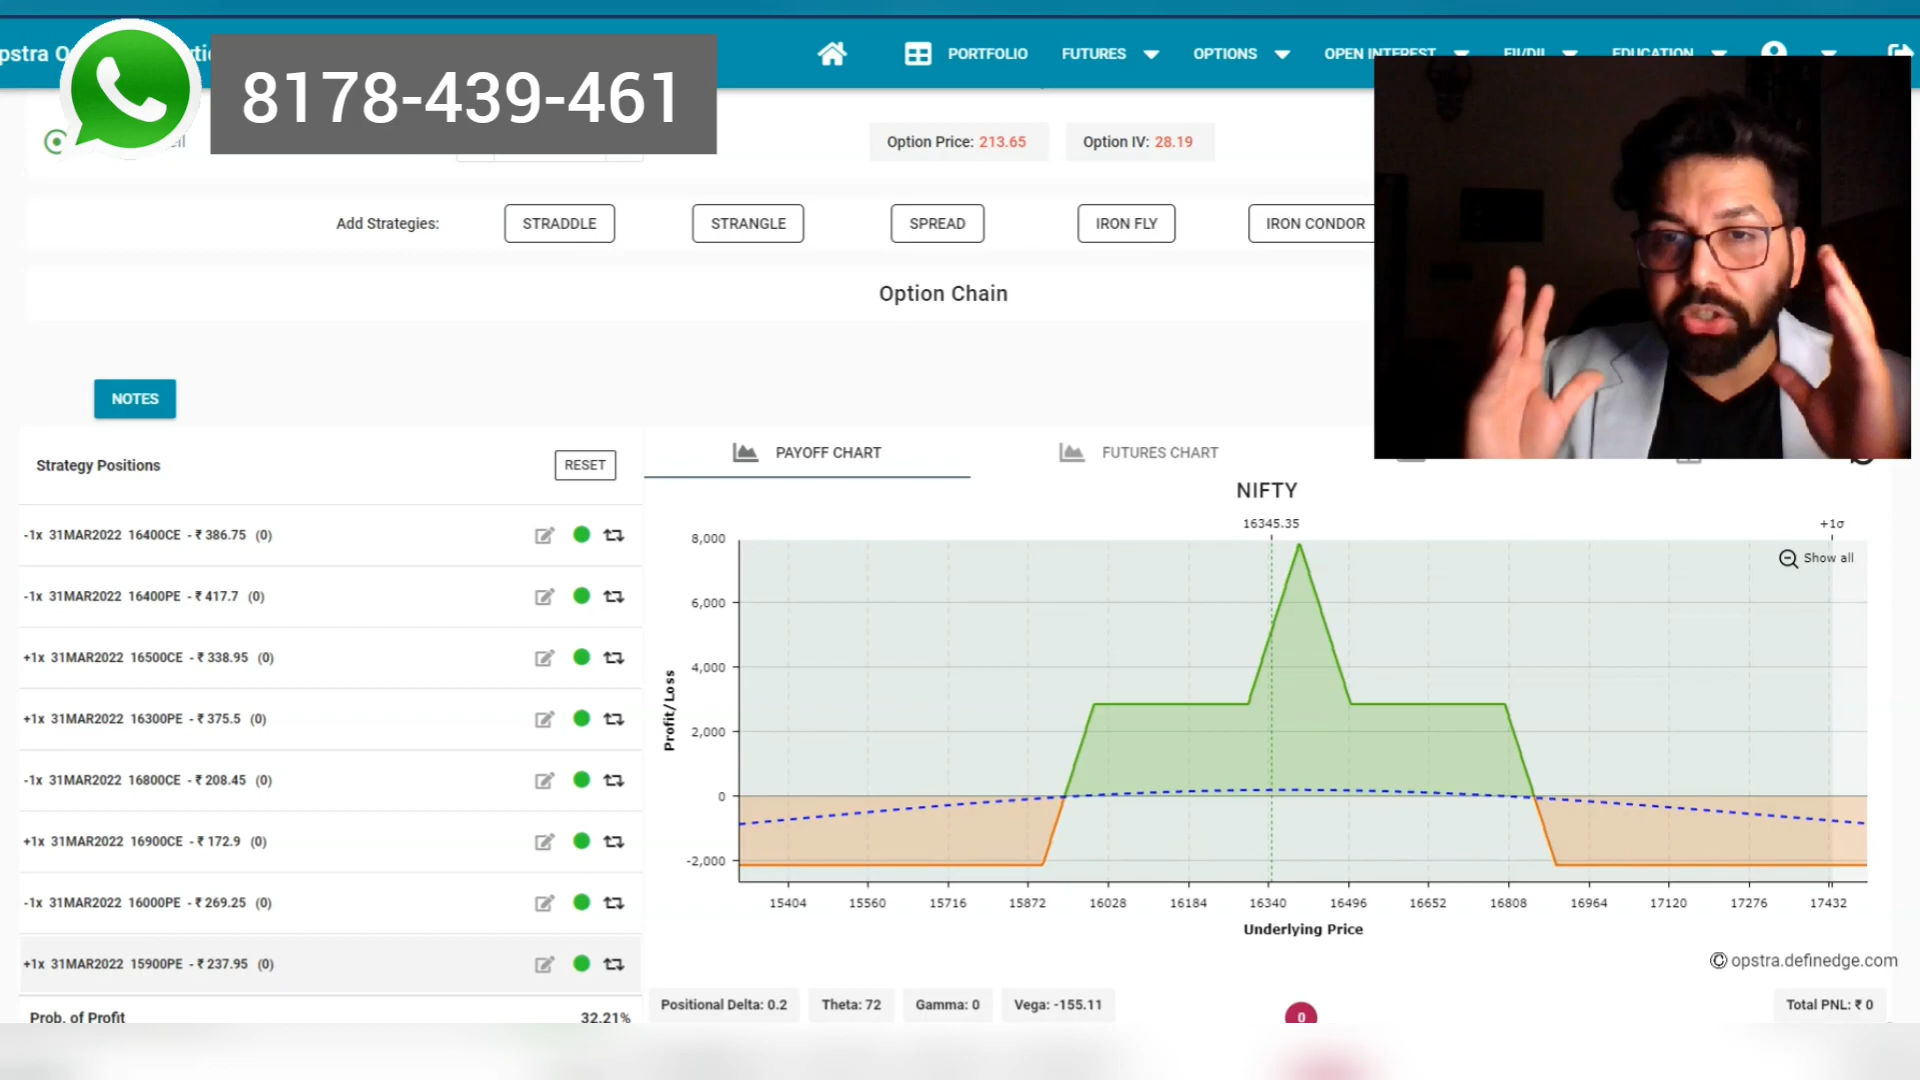 8178-439-461
PORTFOLIO
FUTURES
OPTIONS
OPEN INTEREST
FII/DII
EDUCATION
Option Price: 213.65
Option IV: 28.19
Add Strategies:
STRADDLE
STRANGLE
SPREAD
IRON FLY
IRON CONDOR
Option Chain
NOTES
Strategy Positions
RESET
-1x 31MAR2022 16400CE - ₹ 386.75 (0)
-1x 31MAR2022 16400PE - ₹ 417.7 (0)
+1x 31MAR2022 16500CE - ₹ 338.95 (0)
+1x 31MAR2022 16300PE - ₹ 375.5 (0)
-1x 31MAR2022 16800CE - ₹ 208.45 (0)
+1x 31MAR2022 16900CE - ₹ 172.9 (0)
-1x 31MAR2022 16000PE - ₹ 269.25 (0)
+1x 31MAR2022 15900PE - ₹ 237.95 (0)
Prob. of Profit 32.21%
PAYOFF CHART
FUTURES CHART
NIFTY
16345.35
+1σ
Show all
8,000
6,000
4,000
2,000
0
-2,000
Profit/Loss
15404 15560 15716 15872 16028 16184 16340 16496 16652 16808 16964 17120 17276 17432
Underlying Price
© opstra.definedge.com
Positional Delta: 0.2
Theta: 72
Gamma: 0
Vega: -155.11
0
Total PNL: ₹ 0